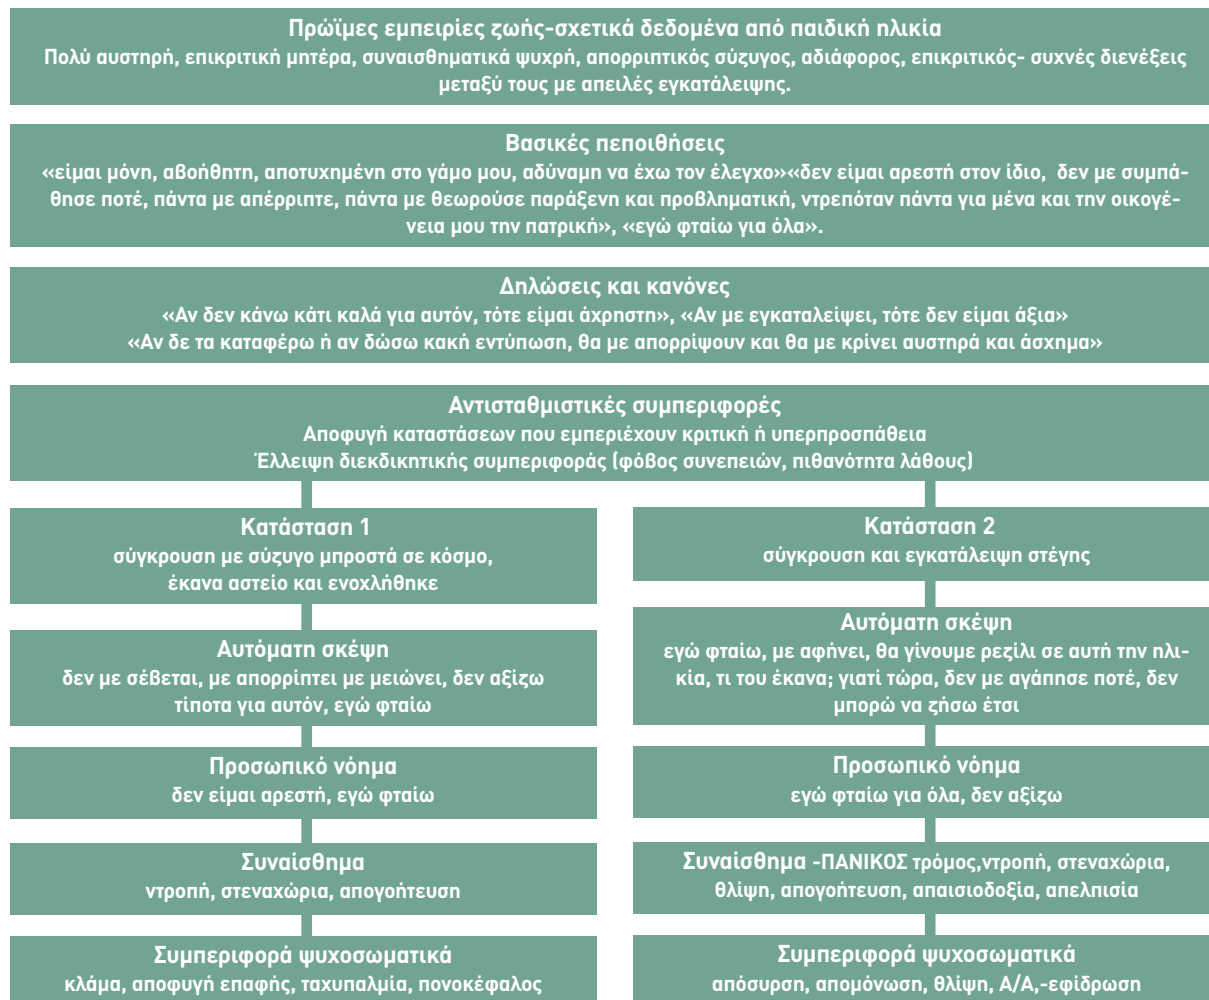 Πρώϊμες εμπειρίες ζωής-σχετικά δεδομένα από παιδική ηλικία
Πολύ αυστηρή, επικριτική μητέρα, συναισθηματικά ψυχρή, απορριπτικός σύζυγος, αδιάφορος, επικριτικός- συχνές διενέξεις
μεταξύ τους με απειλές εγκατάλειψης.
Βασικές πεποιθήσεις
«είμαι μόνη, αβοήθητη, αποτυχημένη στο γάμο μου, αδύναμη να έχω τον έλεγχο»«δεν είμαι αρεστή στον ίδιο, δεν με συμπά-
θησε ποτέ, πάντα με απέρριπτε, πάντα με θεωρούσε παράξενη και προβληματική, ντρεπόταν πάντα για μένα και την οικογέ-
νεια μου την πατρική», «εγώ φταίω για όλα».
Δηλώσεις και κανόνες
«Αν δεν κάνω κάτι καλά για αυτόν, τότε είμαι άχρηστη», «Αν με εγκαταλείψει, τότε δεν είμαι άξια»
«Αν δε τα καταφέρω ή αν δώσω κακή εντύπωση, θα με απορρίψουν και θα με κρίνει αυστηρά και άσχημα»
Αντισταθμιστικές συμπεριφορές
Αποφυγή καταστάσεων που εμπεριέχουν κριτική ή υπερπροσπάθεια
Έλλειψη διεκδικητικής συμπεριφοράς (φόβος συνεπειών, πιθανότητα λάθους)
Κατάσταση 1
σύγκρουση με σύζυγο μπροστά σε κόσμο,
έκανα αστείο και ενοχλήθηκε
Αυτόματη σκέψη
δεν με σέβεται, με απορρίπτει με μειώνει, δεν αξίζω
τίποτα για αυτόν, εγώ φταίω
Προσωπικό νόημα
δεν είμαι αρεστή, εγώ φταίω
Συναίσθημα
ντροπή, στεναχώρια, απογοήτευση
Συμπεριφορά ψυχοσωματικά
κλάμα, αποφυγή επαφής, ταχυπαλμία, πονοκέφαλος
Κατάσταση 2
σύγκρουση και εγκατάλειψη στέγης
Αυτόματη σκέψη
εγώ φταίω, με αφήνει, θα γίνουμε ρεζίλι σε αυτή την ηλι-
κία, τι του έκανα; γιατί τώρα, δεν με αγάπησε ποτέ, δεν
μπορώ να ζήσω έτσι
Προσωπικό νόημα
εγώ φταίω για όλα, δεν αξίζω
Συναίσθημα -ΠΑΝΙΚΟΣ τρόμος,ντροπή, στεναχώρια,
θλίψη, απογοήτευση, απαισιοδοξία, απελπισία
Συμπεριφορά ψυχοσωματικά
απόσυρση, απομόνωση, θλίψη, Α/Α,-εφίδρωση